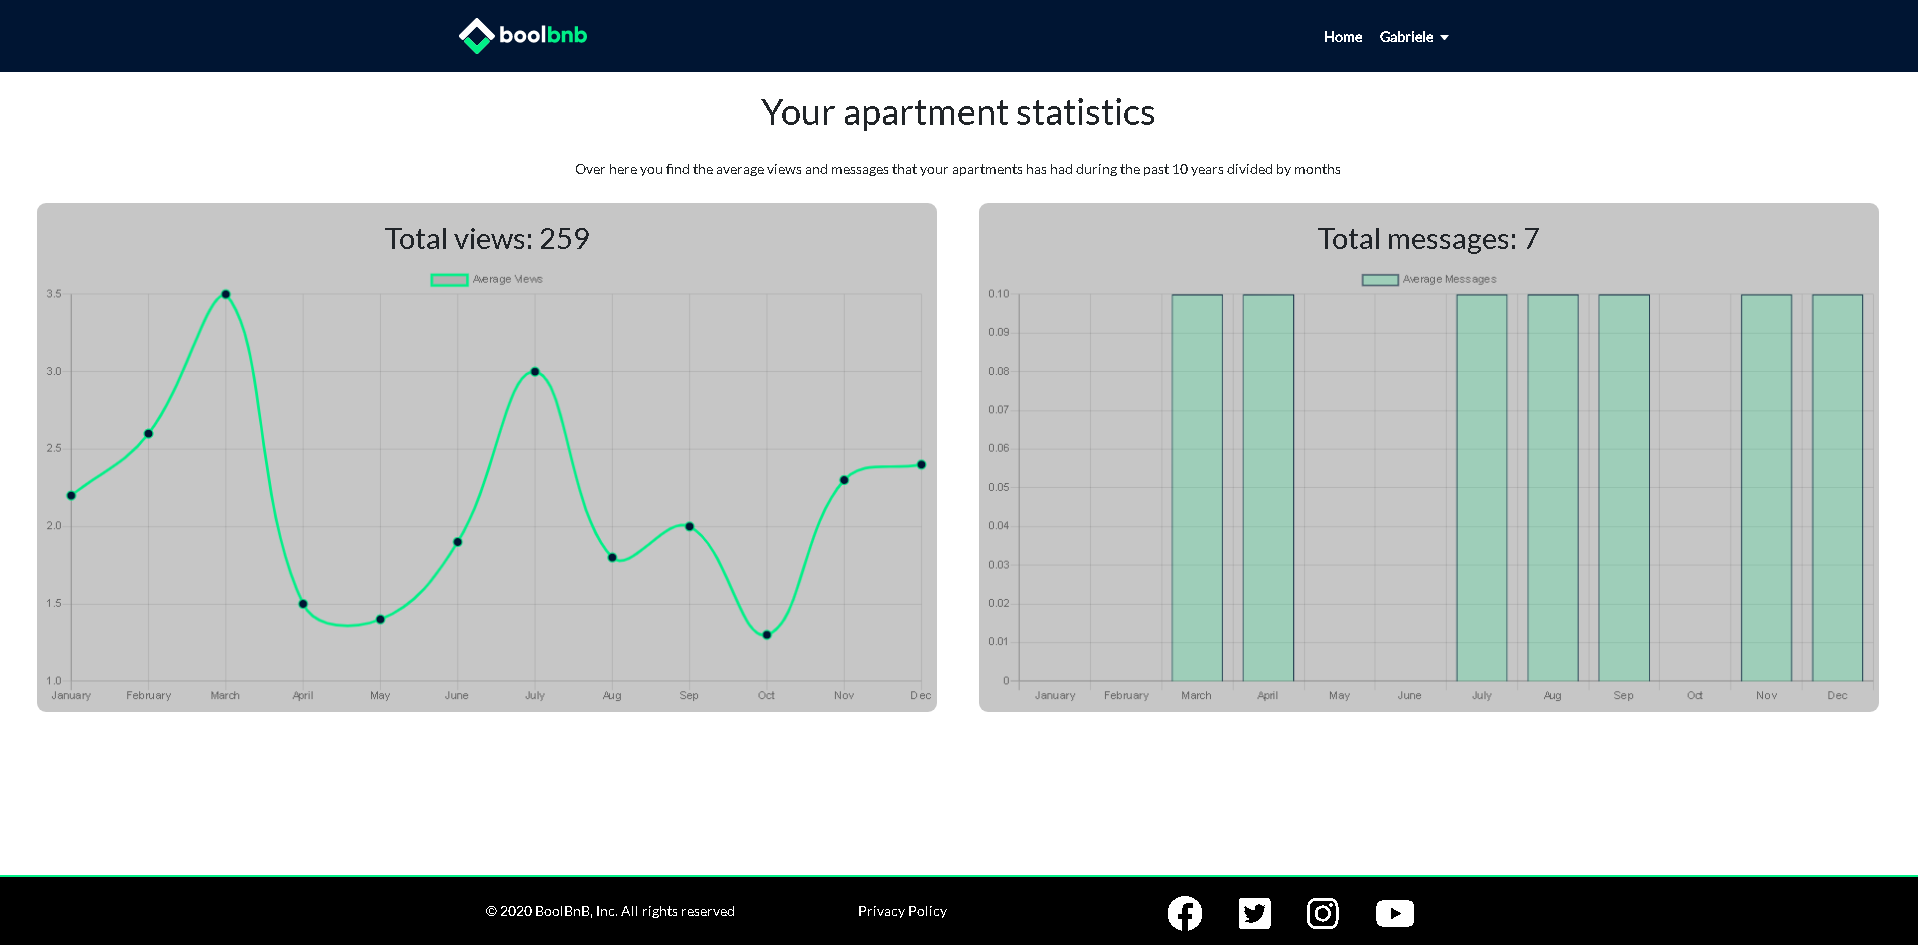 boolbnb
Home Gabriele
Your apartment statistics
Over here you find the average views and messages that your apartments has had during the past 10 years divided by months
Total views: 259
Average Views
3.5
3.0
2.5
2.0
1.5
1.0
January February March April May June July Aug Sep Oct Nov Dec
Total messages: 7
Average Messages
0.10
0.09
0.08
0.07
0.06
0.05
0.04
0.03
0.02
0.01
0
January February March April May June July Aug Sep Oct Nov Dec
© 2020 BoolBnB, Inc. All rights reserved Privacy Policy